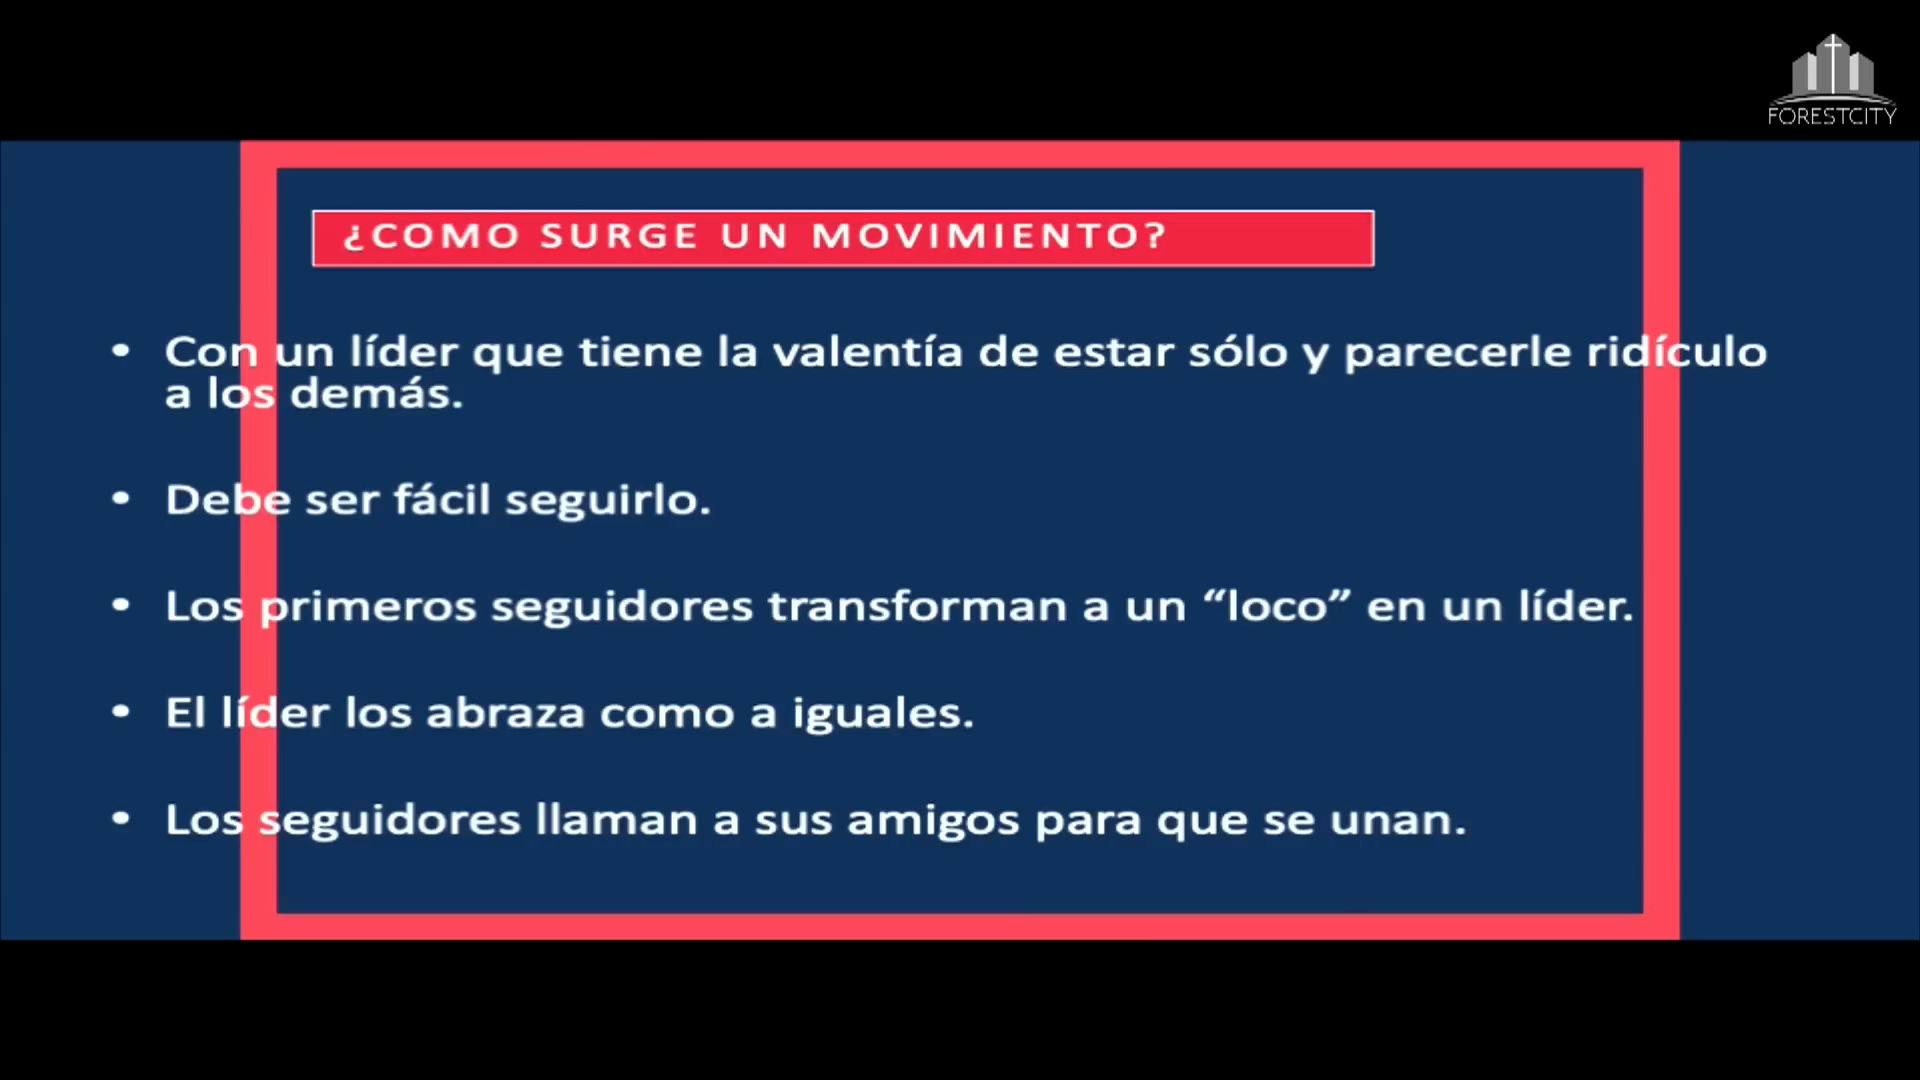 FORESTCITY
¿COMO SURGE UN MOVIMIENTO?
• Con un líder que tiene la valentía de estar sólo y parecerle ridículo
a los demás.
• Debe ser fácil seguirlo.
• Los primeros seguidores transforman a un “loco” en un líder.
• El líder los abraza como a iguales.
• Los seguidores llaman a sus amigos para que se unan.